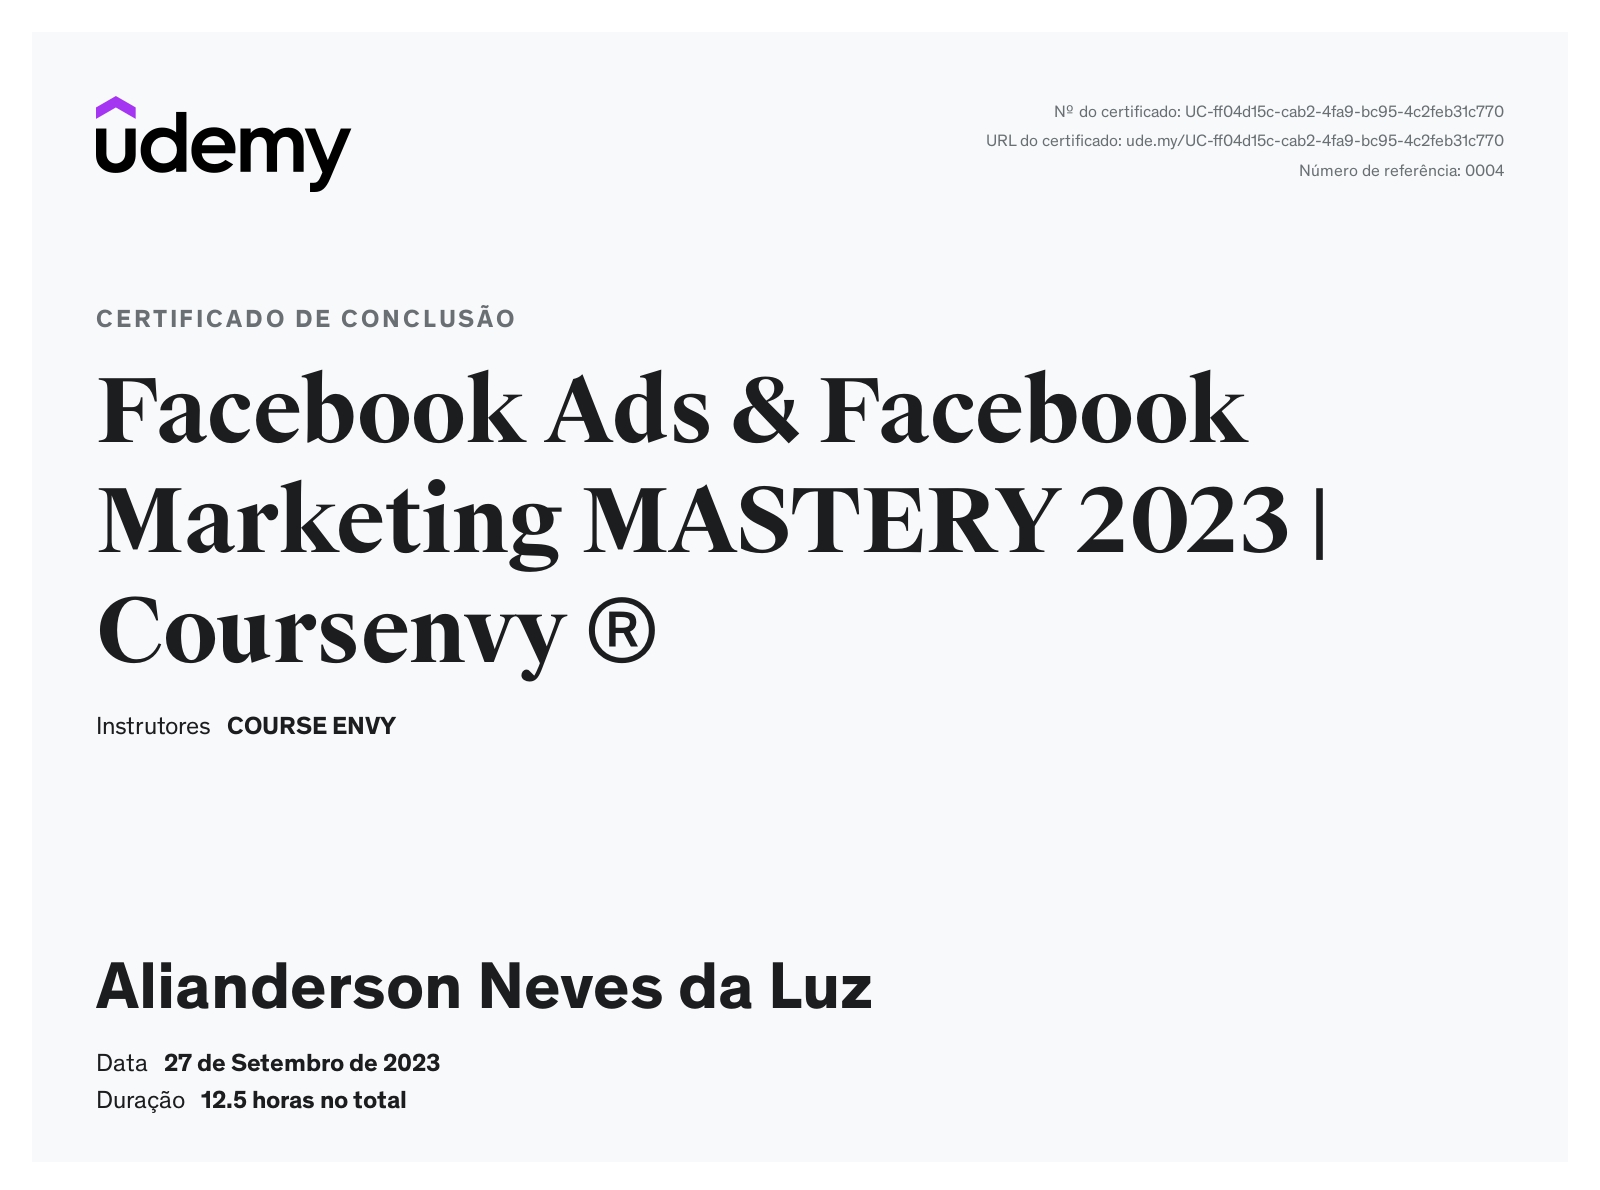 udemy
Nº do certificado: UC-ff04d15c-cab2-4fa9-bc95-4c2feb31c770
URL do certificado: ude.my/UC-ff04d15c-cab2-4fa9-bc95-4c2feb31c770
Número de referência: 0004
CERTIFICADO DE CONCLUSÃO
Facebook Ads & Facebook
Marketing MASTERY 2023 |
Coursenvy ®
Instrutores COURSE ENVY
Alianderson Neves da Luz
Data 27 de Setembro de 2023
Duração 12.5 horas no total